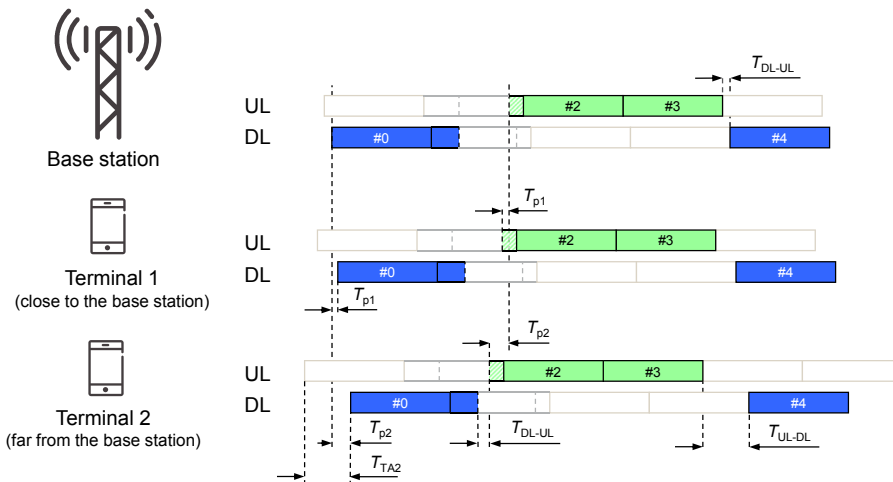 T_DL-UL
UL #2 #3
DL #0 #4
Base station
T_p1
UL #2 #3
DL #0 #4
Terminal 1
(close to the base station)
T_p1
T_p2
UL #2 #3
DL #0 #4
Terminal 2
(far from the base station)
T_p2 T_DL-UL T_UL-DL
T_TA2